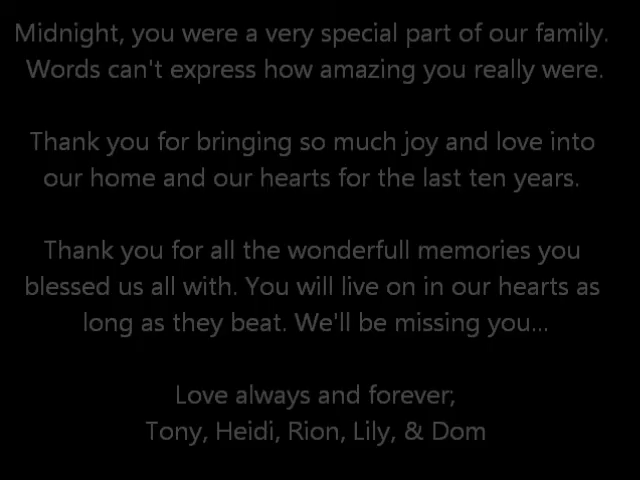 Midnight, you were a very special part of our family.
Words can't express how amazing you really were.
Thank you for bringing so much joy and love into
our home and our hearts for the last ten years.
Thank you for all the wonderfull memories you
blessed us all with. You will live on in our hearts as
long as they beat. We'll be missing you...
Love always and forever;
Tony, Heidi, Rion, Lily, & Dom